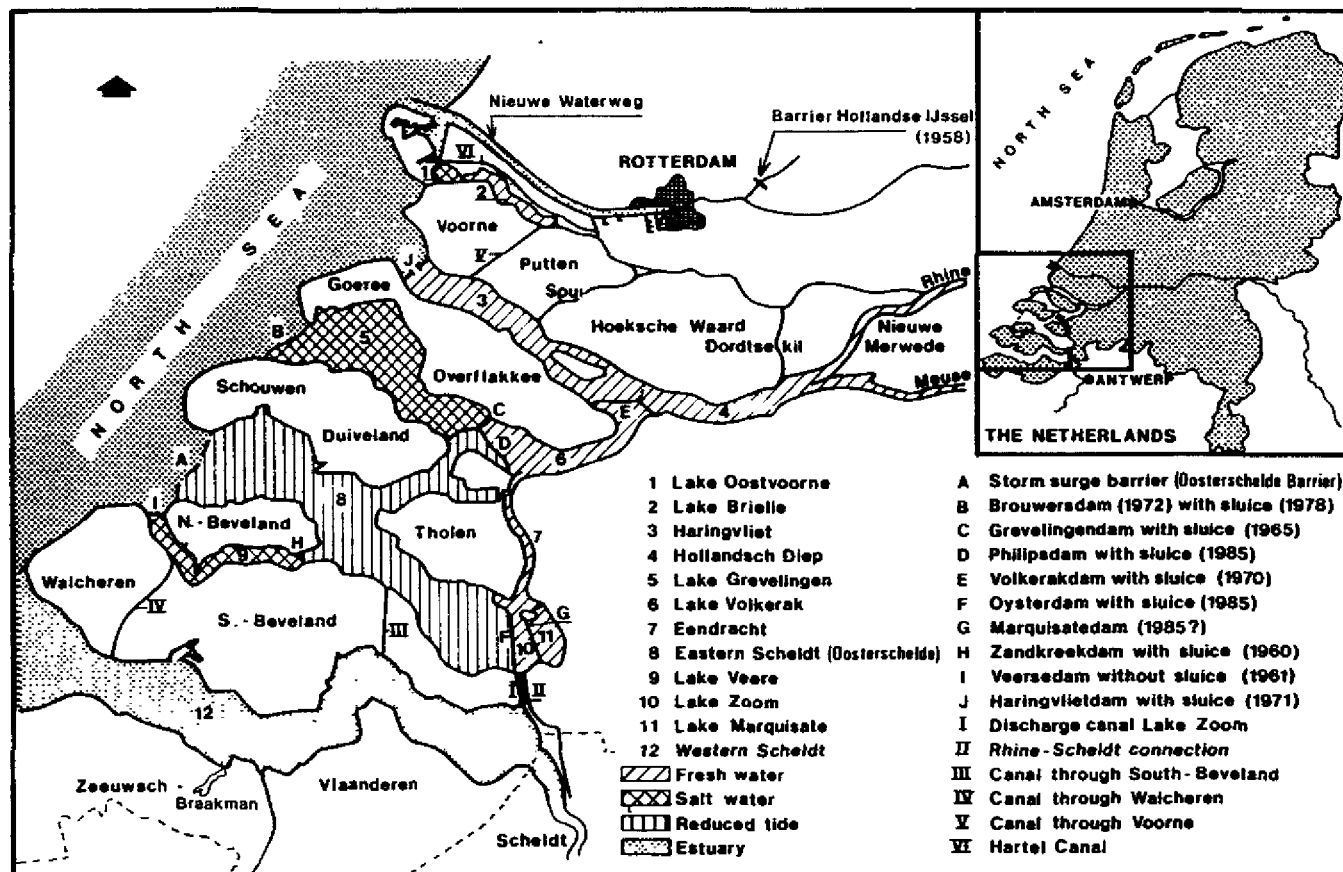 Nieuwe Waterweg
Barrier Hollandse IJssel
(1958)
ROTTERDAM
VI
1
2
Voorne
V
J
Putten
Spui
Goeree
3
B
5
Hoeksche Waard
Dordtse kil
Rhine
Nieuwe
Merwede
Meuse
NORTH SEA
Schouwen
Overflakkee
C
E
4
Duiveland
D
6
A
8
I
N.-Beveland
H
9
Tholen
7
Walcheren
IV
S.-Beveland
III
G
F
10
11
I
II
12
Zeeuwsch-
Braakman
Vlaanderen
Scheldt
NORTH SEA
AMSTERDAM
ANTWERP
THE NETHERLANDS
1 Lake Oostvoorne
2 Lake Brielle
3 Haringvliet
4 Hollandsch Diep
5 Lake Grevelingen
6 Lake Volkerak
7 Eendracht
8 Eastern Scheldt (Oosterschelde)
9 Lake Veere
10 Lake Zoom
11 Lake Marquisate
12 Western Scheldt
Fresh water
Salt water
Reduced tide
Estuary
A Storm surge barrier (Oosterschelde Barrier)
B Brouwersdam (1972) with sluice (1978)
C Grevelingendam with sluice (1965)
D Philipsdam with sluice (1985)
E Volkerakdam with sluice (1970)
F Oysterdam with sluice (1985)
G Marquisatedam (1985?)
H Zandkreekdam with sluice (1960)
I Veersedam without sluice (1961)
J Haringvlietdam with sluice (1971)
I Discharge canal Lake Zoom
II Rhine-Scheldt connection
III Canal through South-Beveland
IV Canal through Walcheren
V Canal through Voorne
VI Hartel Canal